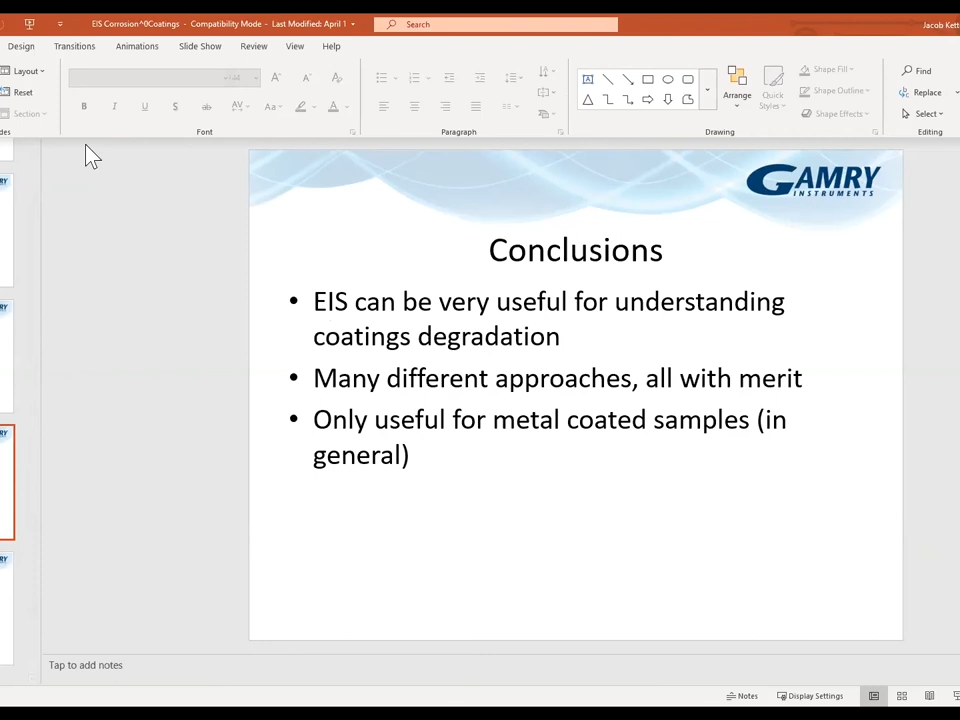 EIS Corrosion^0Coatings - Compatibility Mode - Last Modified: April 1
Search
Jacob Kett
Design Transitions Animations Slide Show Review View Help
Layout
Reset
Section
Shape Fill
Shape Outline
Shape Effects
Arrange
Quick
Styles
Find
Replace
Select
Font Paragraph Drawing Editing
GAMRY
INSTRUMENTS
Conclusions
• EIS can be very useful for understanding
coatings degradation
• Many different approaches, all with merit
• Only useful for metal coated samples (in
general)
Tap to add notes
Notes Display Settings